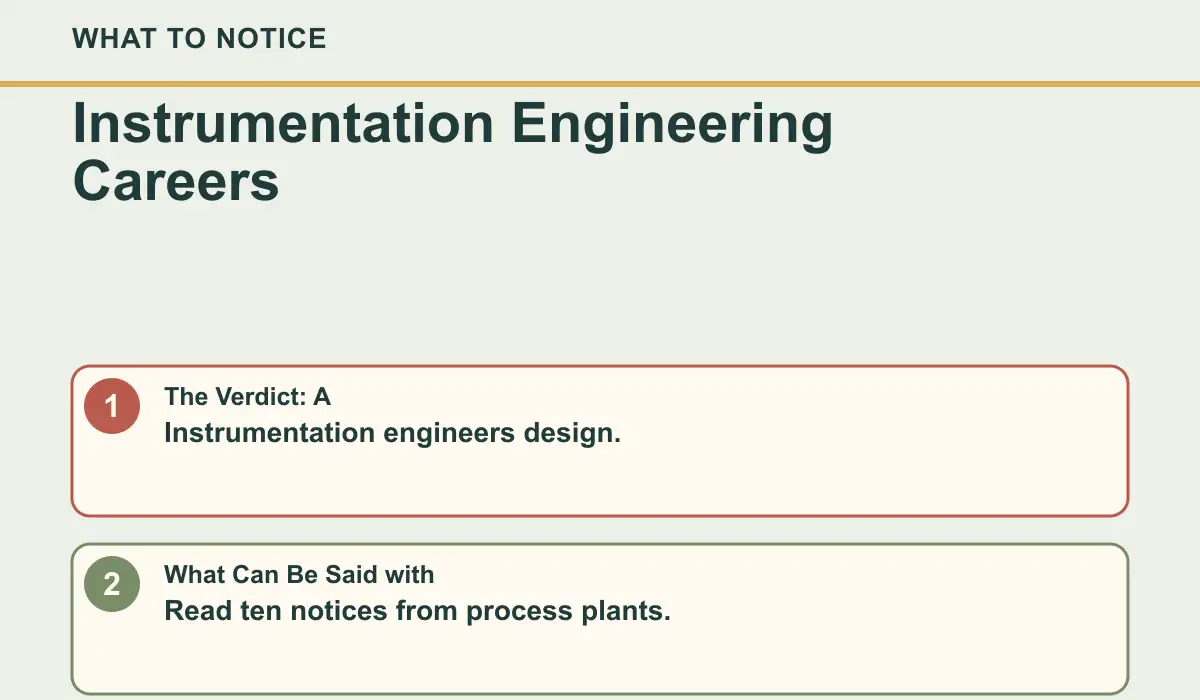 WHAT TO NOTICE
Instrumentation Engineering
Careers
1
The Verdict: A
Instrumentation engineers design.
2
What Can Be Said with
Read ten notices from process plants.